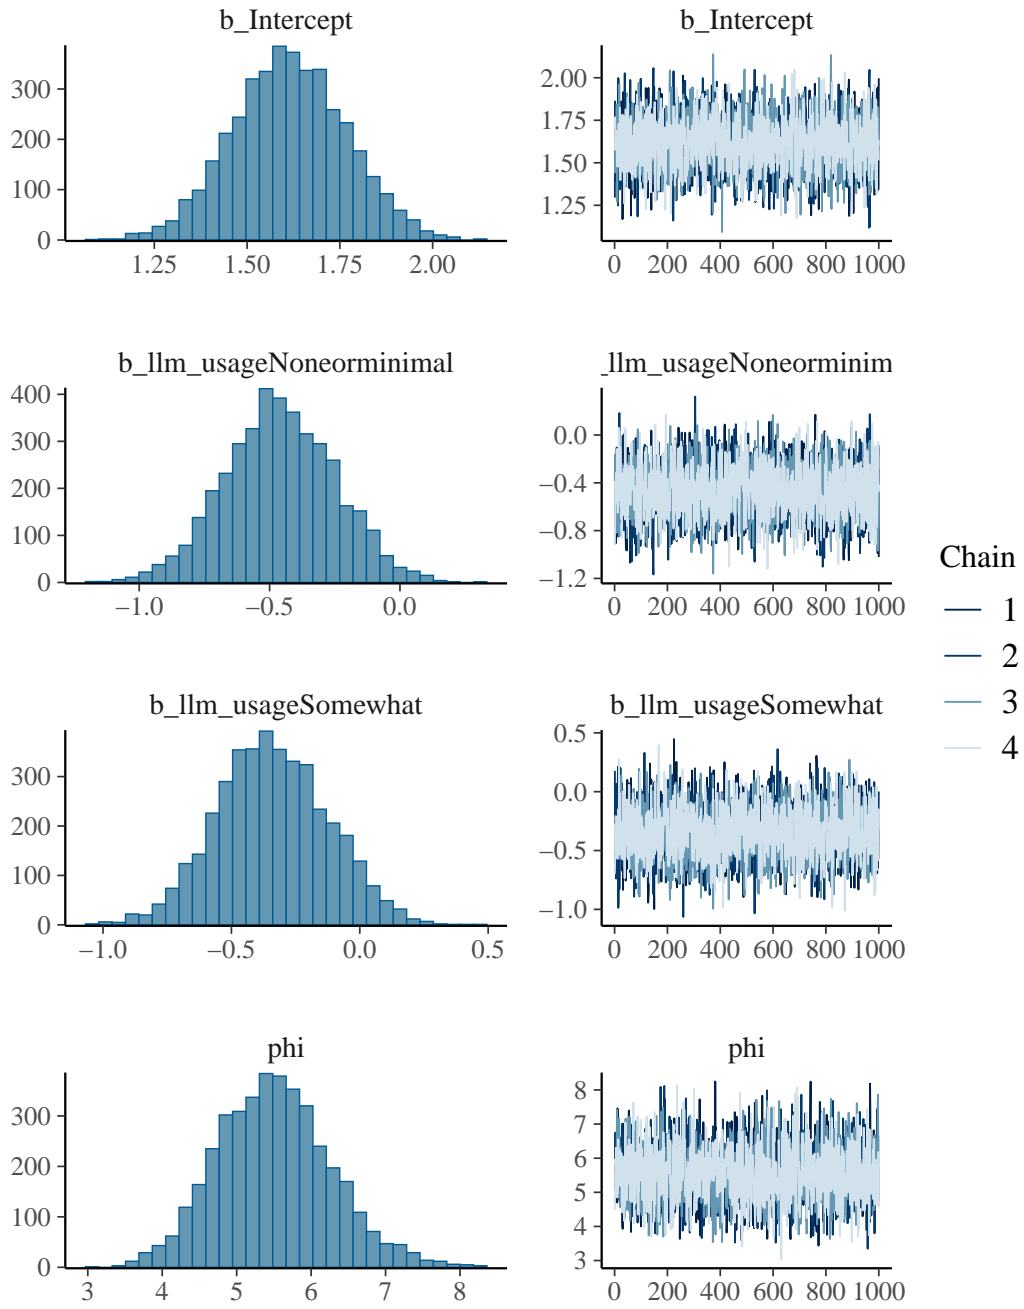 b_Intercept
b_Intercept
300
200
100
0
1.25 1.50 1.75 2.00
2.00
1.75
1.50
1.25
0 200 400 600 800 1000
b_llm_usageNoneorminimal
_llm_usageNoneorminim
400
300
200
100
0
−1.0 −0.5 0.0
0.0
−0.4
−0.8
−1.2
0 200 400 600 800 1000
b_llm_usageSomewhat
b_llm_usageSomewhat
300
200
100
0
−1.0 −0.5 0.0 0.5
0.5
0.0
−0.5
−1.0
0 200 400 600 800 1000
phi
phi
300
200
100
0
3 4 5 6 7 8
8
7
6
5
4
3
0 200 400 600 800 1000
Chain
1
2
3
4